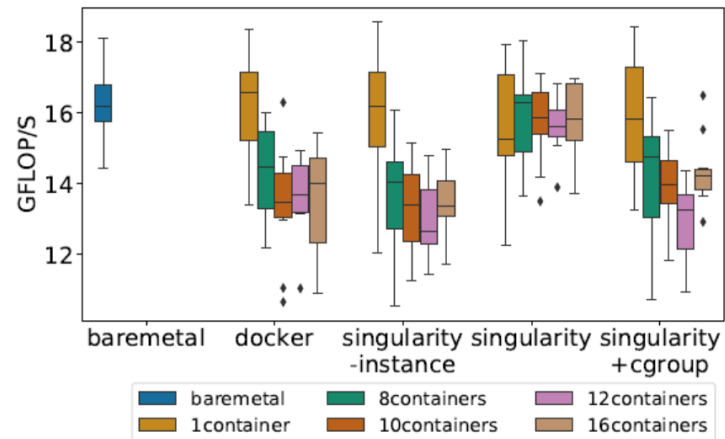 GFLOP/S
18
16
14
12
baremetal docker singularity singularity singularity
-instance +cgroup
baremetal 8containers 12containers
1container 10containers 16containers